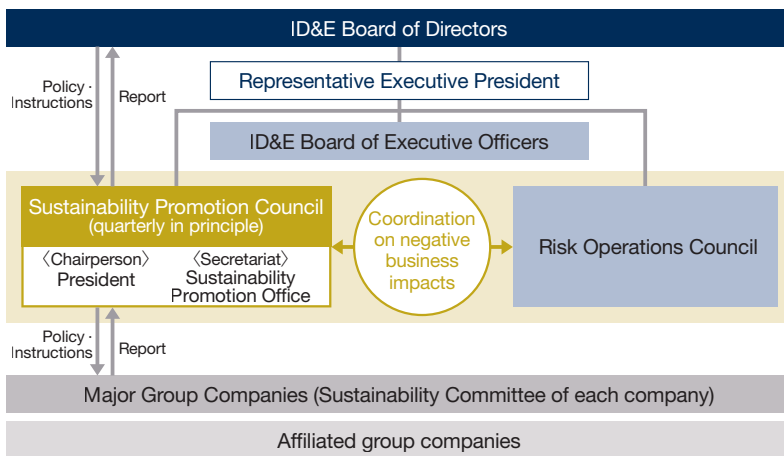 ID&E Board of Directors
Policy ·
Instructions
Report
Representative Executive President
ID&E Board of Executive Officers
Sustainability Promotion Council
(quarterly in principle)
〈Chairperson〉
President
〈Secretariat〉
Sustainability
Promotion Office
Coordination
on negative
business
impacts
Risk Operations Council
Policy ·
Instructions
Report
Major Group Companies (Sustainability Committee of each company)
Affiliated group companies